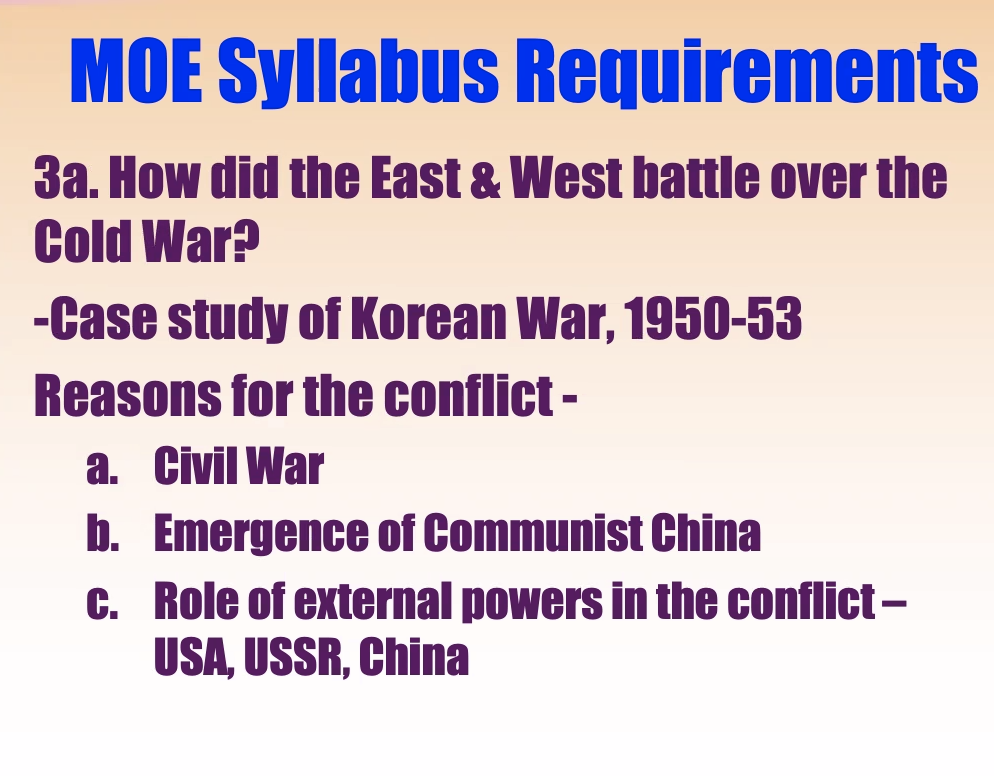 MOE Syllabus Requirements
3a. How did the East & West battle over the
Cold War?
-Case study of Korean War, 1950-53
Reasons for the conflict -
a. Civil War
b. Emergence of Communist China
c. Role of external powers in the conflict –
USA, USSR, China